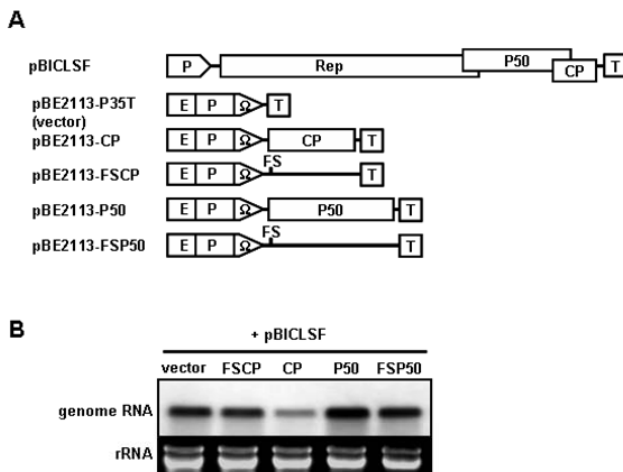 A
pBICLSF P Rep P50 CP T
pBE2113-P35T E P Ω T
(vector)
pBE2113-CP E P Ω CP T
FS
pBE2113-FSCP E P Ω T
pBE2113-P50 E P Ω P50 T
FS
pBE2113-FSP50 E P Ω T
B
+ pBICLSF
vector FSCP CP P50 FSP50
genome RNA
rRNA